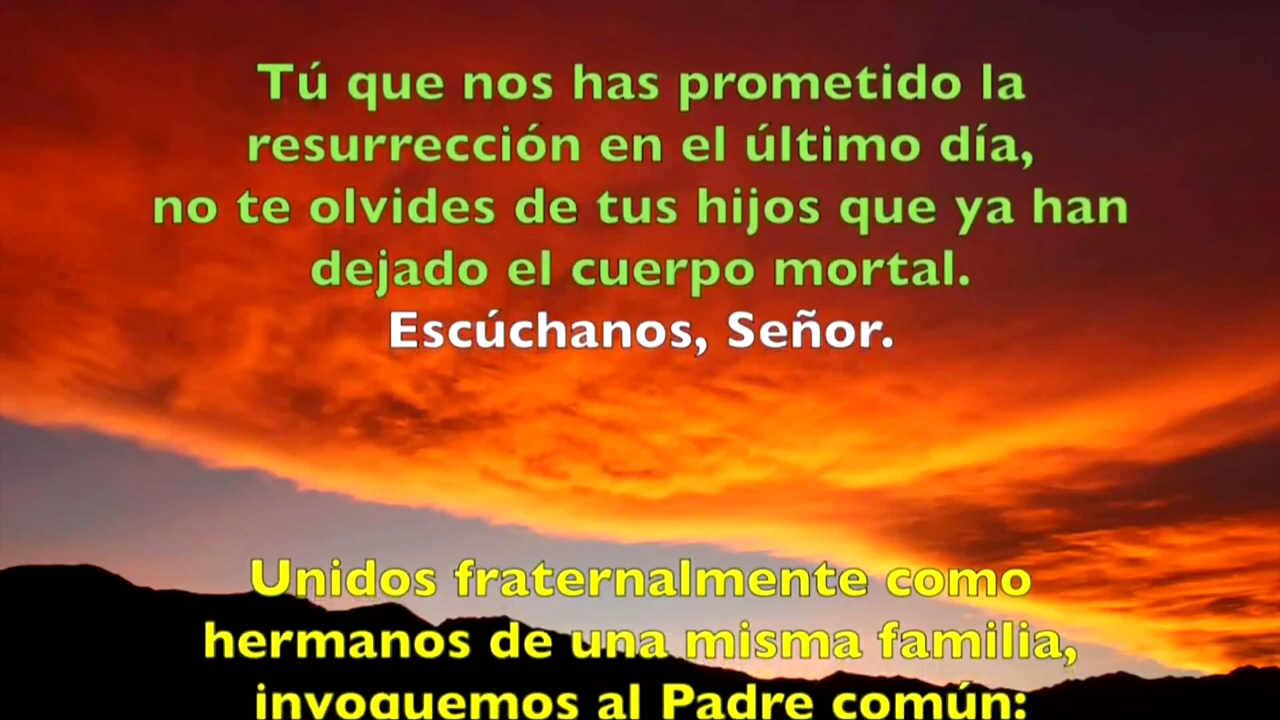 Tú que nos has prometido la
resurrección en el último día,
no te olvides de tus hijos que ya han
dejado el cuerpo mortal.
Escúchanos, Señor.
Unidos fraternalmente como
hermanos de una misma familia,
invoquemos al Padre común: